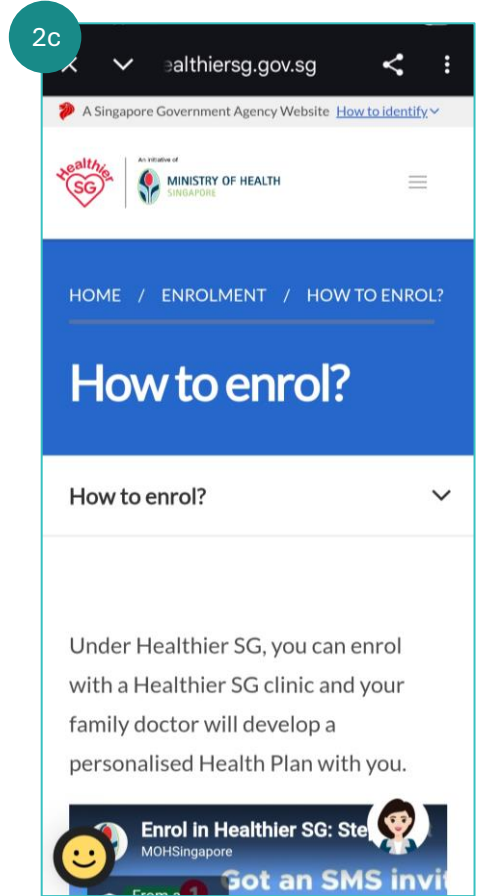 2c
ealthiersg.gov.sg
A Singapore Government Agency Website How to identify
Healthier
SG
An initiative of
MINISTRY OF HEALTH
SINGAPORE
HOME / ENROLMENT / HOW TO ENROL?
How to enrol?
How to enrol?
Under Healthier SG, you can enrol
with a Healthier SG clinic and your
family doctor will develop a
personalised Health Plan with you.
Enrol in Healthier SG: Ste
MOHSingapore
Got an SMS invit
From a